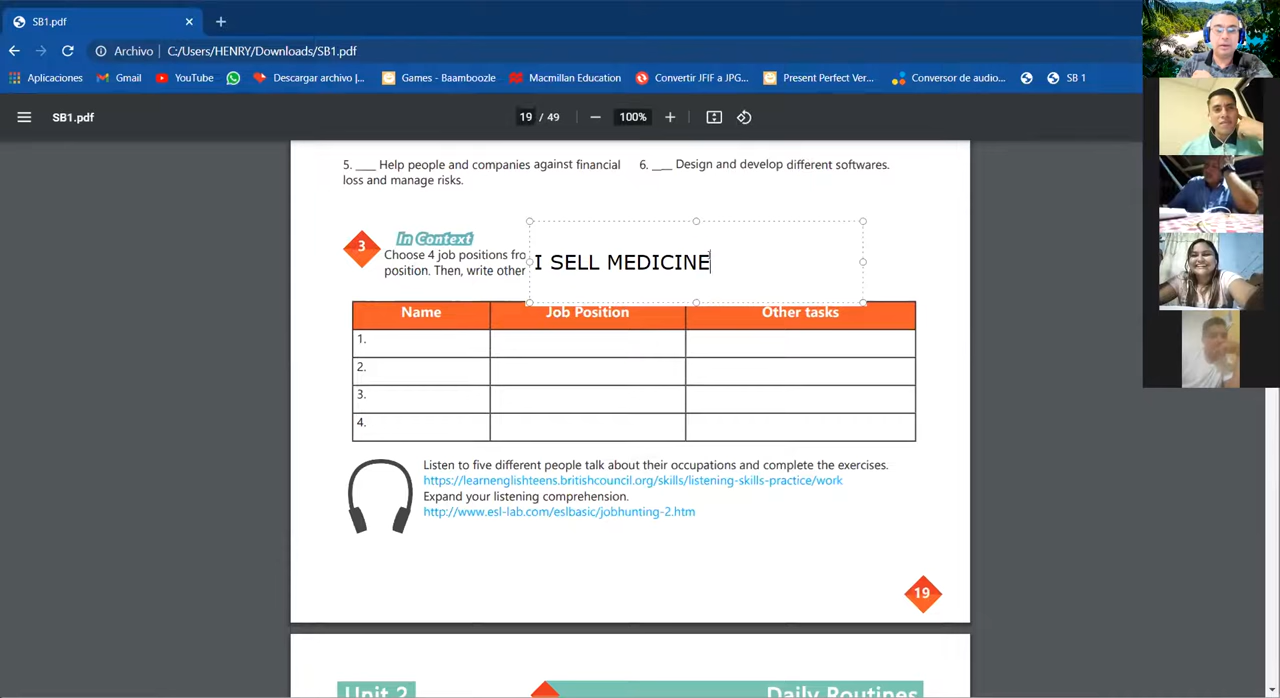 SB1.pdf
Archivo C:/Users/HENRY/Downloads/SB1.pdf
Aplicaciones Gmail YouTube Descargar archivo |... Games - Baamboozle Macmillan Education Convertir JFIF a JPG... Present Perfect Ver... Conversor de audio... SB 1
SB1.pdf 19 / 49 100%
5. ___ Help people and companies against financial
loss and manage risks.
6. ___ Design and develop different softwares.
3 In Context
Choose 4 job positions fro
position. Then, write other
I SELL MEDICINE
Name Job Position Other tasks
1.
2.
3.
4.
Listen to five different people talk about their occupations and complete the exercises.
https://learnenglishteens.britishcouncil.org/skills/listening-skills-practice/work
Expand your listening comprehension.
http://www.esl-lab.com/eslbasic/jobhunting-2.htm
19
Unit 2 Daily Routines